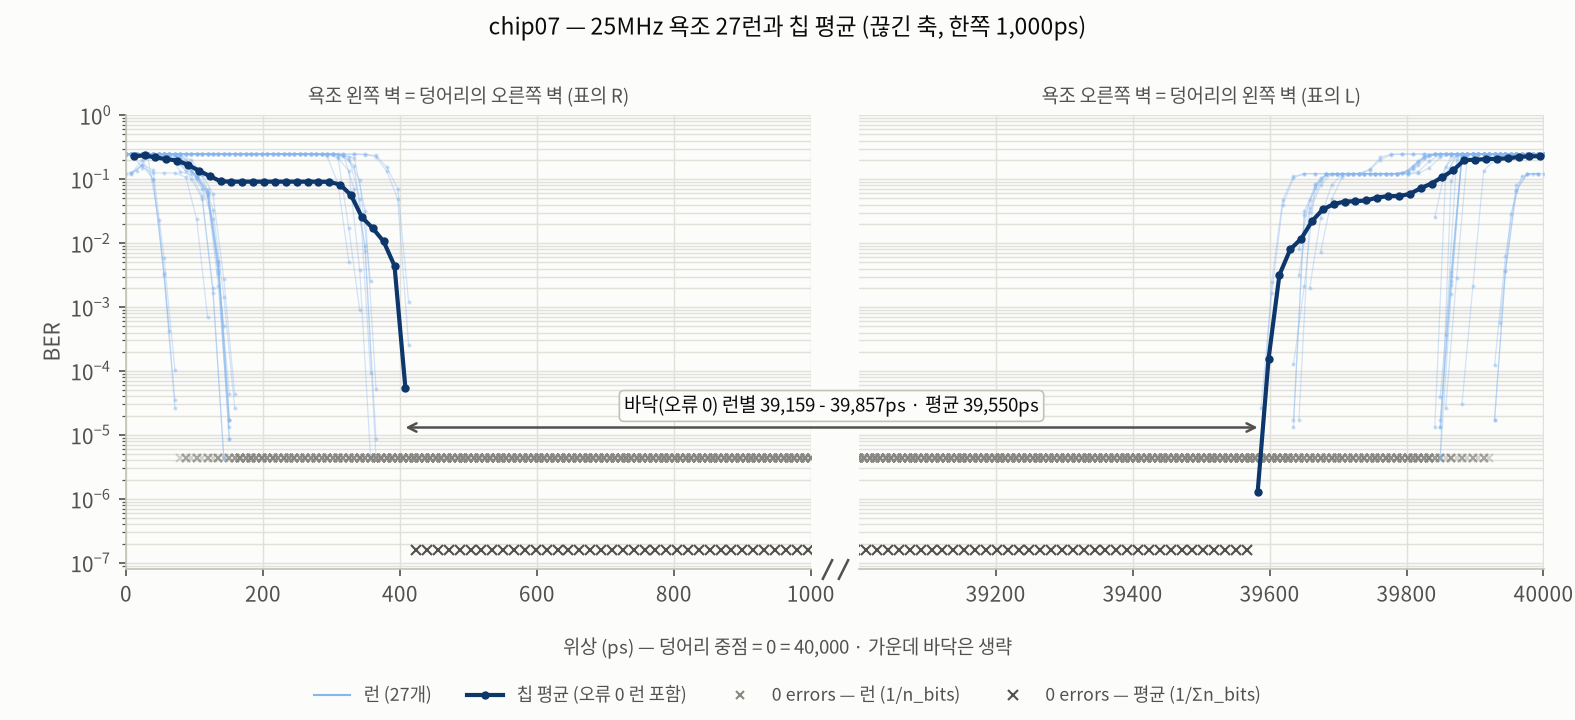 chip07 — 25MHz 욕조 27런과 칩 평균 (끊긴 축, 한쪽 1,000ps)
욕조 왼쪽 벽 = 덩어리의 오른쪽 벽 (표의 R)
욕조 오른쪽 벽 = 덩어리의 왼쪽 벽 (표의 L)
BER
10⁰
10⁻¹
10⁻²
10⁻³
10⁻⁴
10⁻⁵
10⁻⁶
10⁻⁷
바닥(오류 0) 런별 39,159 - 39,857ps · 평균 39,550ps
0 200 400 600 800 1000 39200 39400 39600 39800 40000
위상 (ps) — 덩어리 중점 = 0 = 40,000 · 가운데 바닥은 생략
런 (27개) 칩 평균 (오류 0 런 포함) 0 errors — 런 (1/n_bits) 0 errors — 평균 (1/Σn_bits)